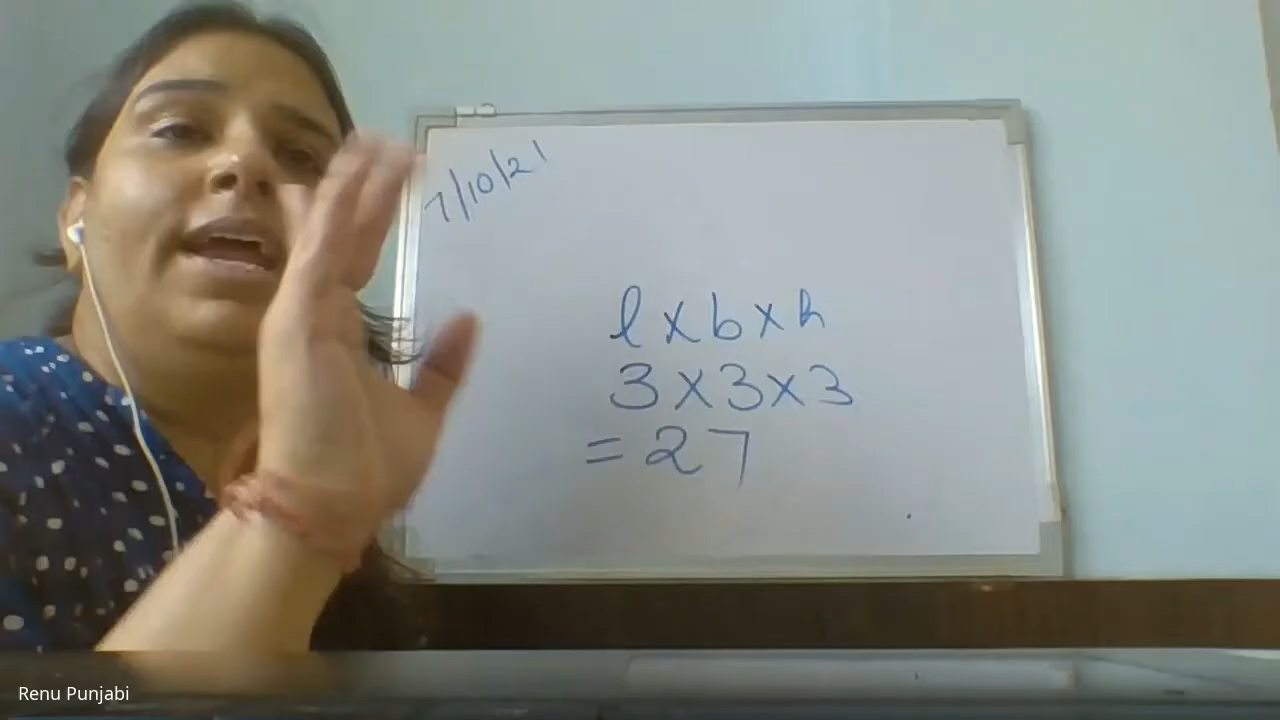 7/10/21
l x b x h
3 x 3 x 3
= 27
Renu Punjabi